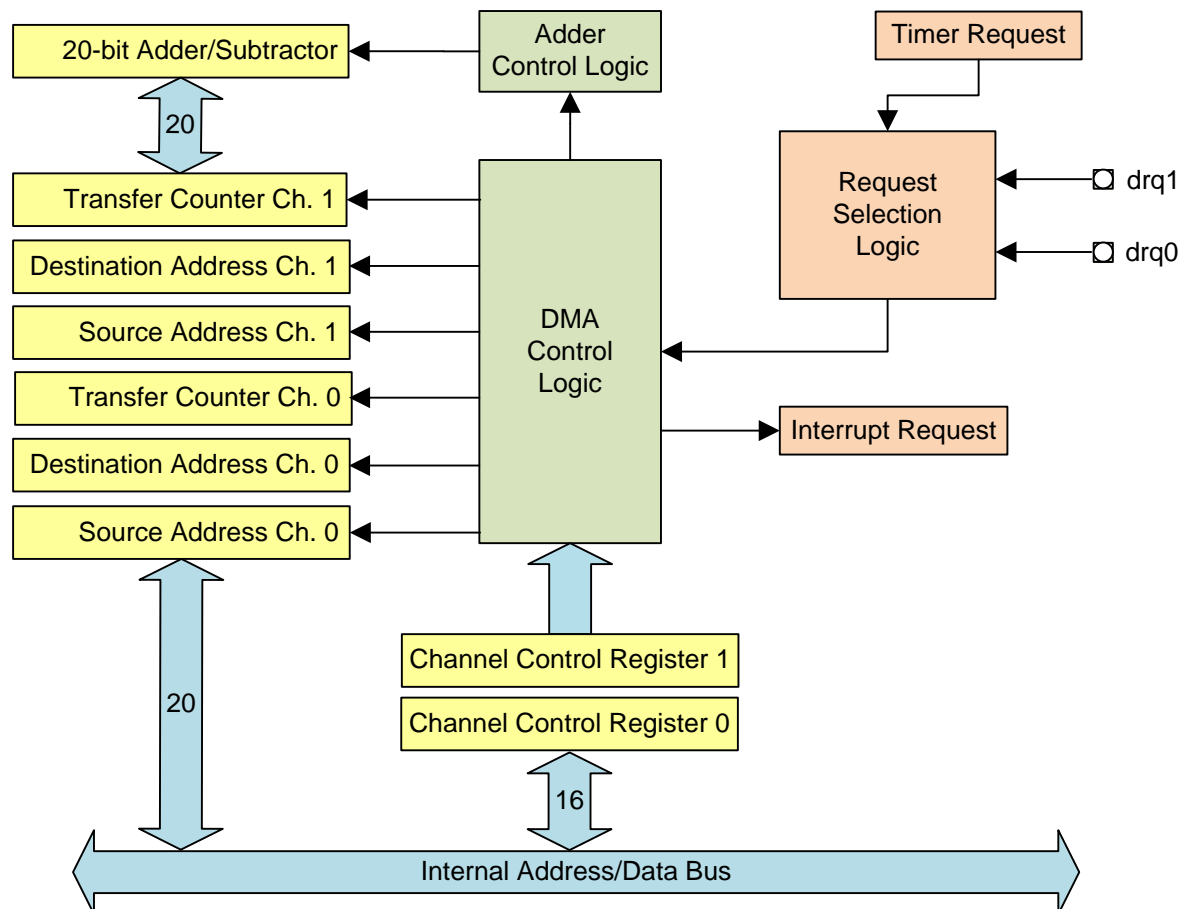 20-bit Adder/Subtractor
Adder
Control Logic
Timer Request
20
Transfer Counter Ch. 1
Destination Address Ch. 1
Source Address Ch. 1
Transfer Counter Ch. 0
Destination Address Ch. 0
Source Address Ch. 0
DMA
Control
Logic
Request
Selection
Logic
drq1
drq0
Interrupt Request
Channel Control Register 1
Channel Control Register 0
20
16
Internal Address/Data Bus